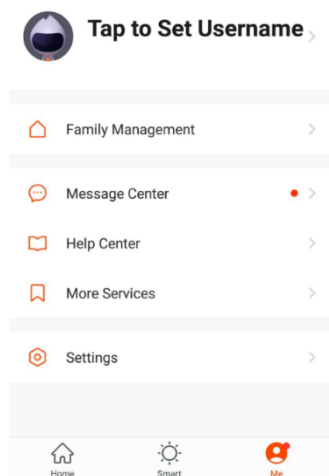 Tap to Set Username
Family Management
Message Center
Help Center
More Services
Settings
Home
Smart
Me